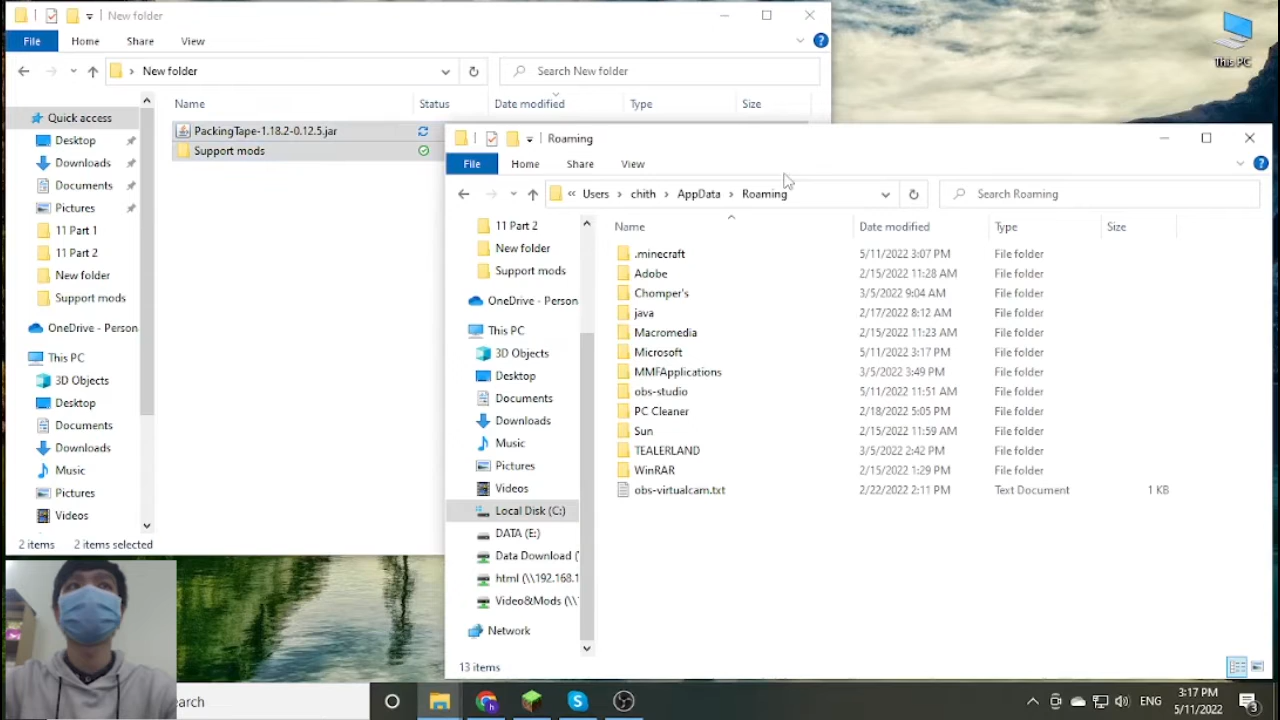 New folder
File Home Share View
New folder
Search New folder
Name Status Date modified Type Size
PackingTape-1.18.2-0.12.5.jar
Support mods
Quick access
Desktop
Downloads
Documents
Pictures
11 Part 1
11 Part 2
New folder
Support mods
OneDrive - Person
This PC
3D Objects
Desktop
Documents
Downloads
Music
Pictures
Videos
2 items 2 items selected
Roaming
File Home Share View
« Users > chith > AppData > Roaming
Search Roaming
11 Part 2
New folder
Support mods
OneDrive - Person
This PC
3D Objects
Desktop
Documents
Downloads
Music
Pictures
Videos
Local Disk (C:)
DATA (E:)
Data Download (
html (\\192.168.1
Video&Mods (\\
Network
Name Date modified Type Size
.minecraft 5/11/2022 3:07 PM File folder
Adobe 2/15/2022 11:28 AM File folder
Chomper's 3/5/2022 9:04 AM File folder
java 2/17/2022 8:12 AM File folder
Macromedia 2/15/2022 11:23 AM File folder
Microsoft 5/11/2022 3:17 PM File folder
MMFApplications 3/5/2022 3:49 PM File folder
obs-studio 5/11/2022 11:51 AM File folder
PC Cleaner 2/18/2022 5:05 PM File folder
Sun 2/15/2022 11:59 AM File folder
TEALERLAND 3/5/2022 2:42 PM File folder
WinRAR 2/15/2022 1:29 PM File folder
obs-virtualcam.txt 2/22/2022 2:11 PM Text Document 1 KB
13 items
This PC
earch
ENG
3:17 PM
5/11/2022
3